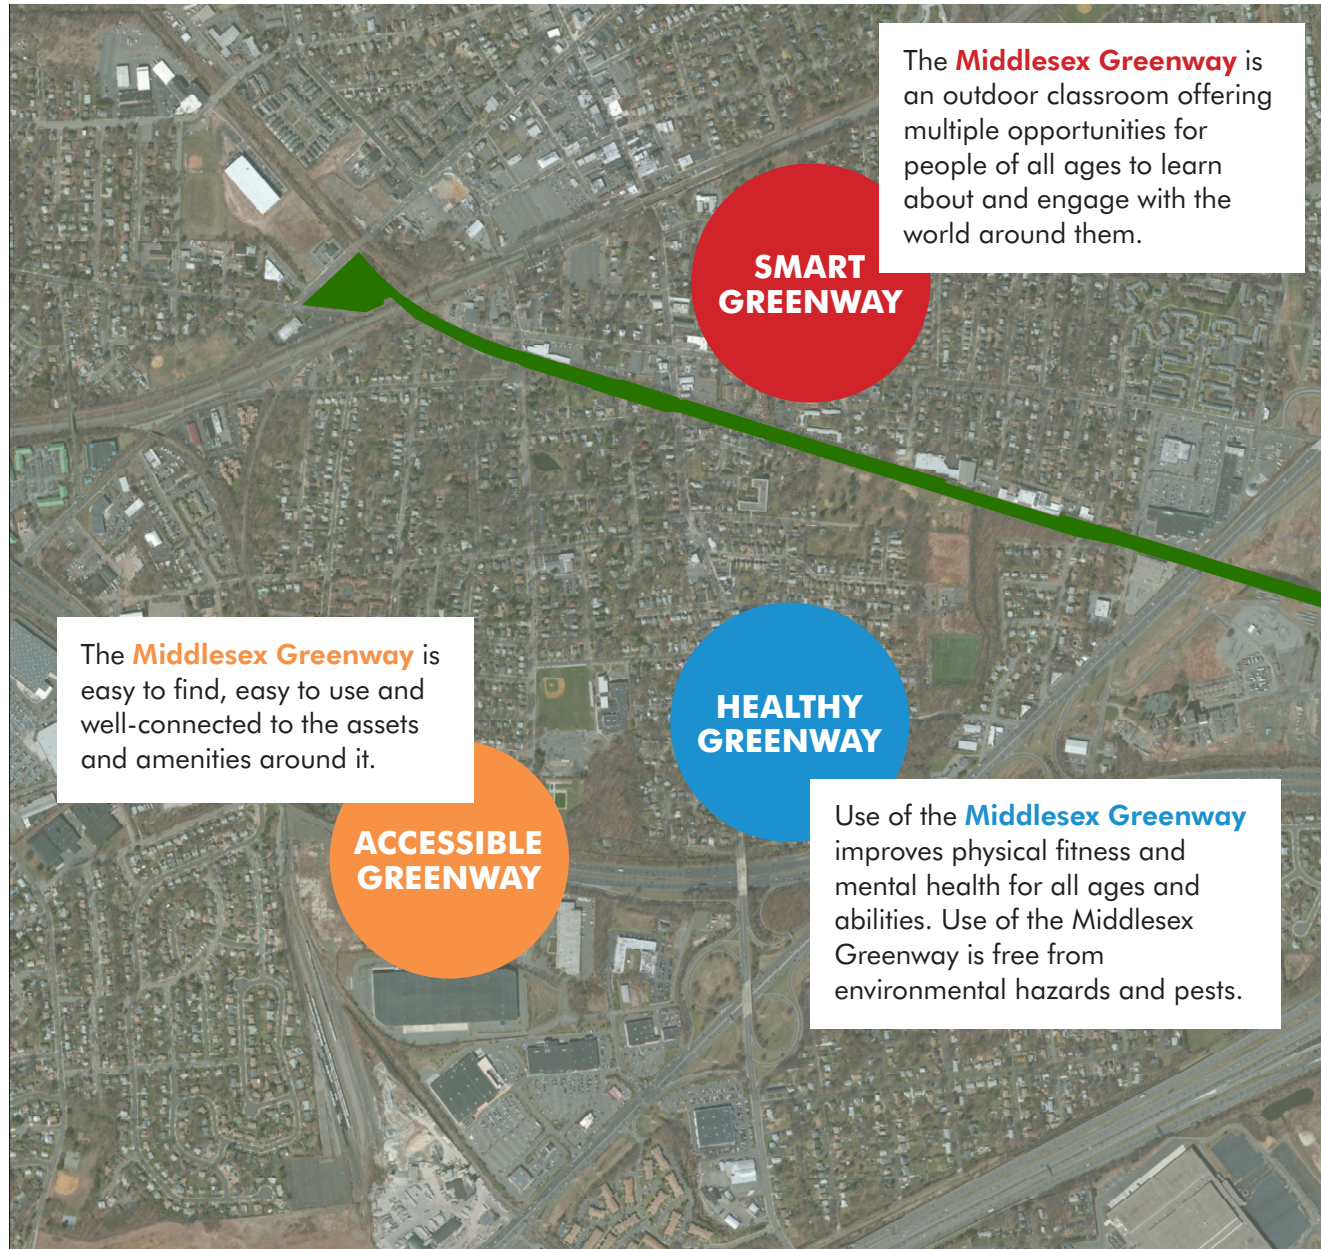 The Middlesex Greenway is
an outdoor classroom offering
multiple opportunities for
people of all ages to learn
about and engage with the
world around them.
SMART
GREENWAY
The Middlesex Greenway is
easy to find, easy to use and
well-connected to the assets
and amenities around it.
ACCESSIBLE
GREENWAY
HEALTHY
GREENWAY
Use of the Middlesex Greenway
improves physical fitness and
mental health for all ages and
abilities. Use of the Middlesex
Greenway is free from
environmental hazards and pests.